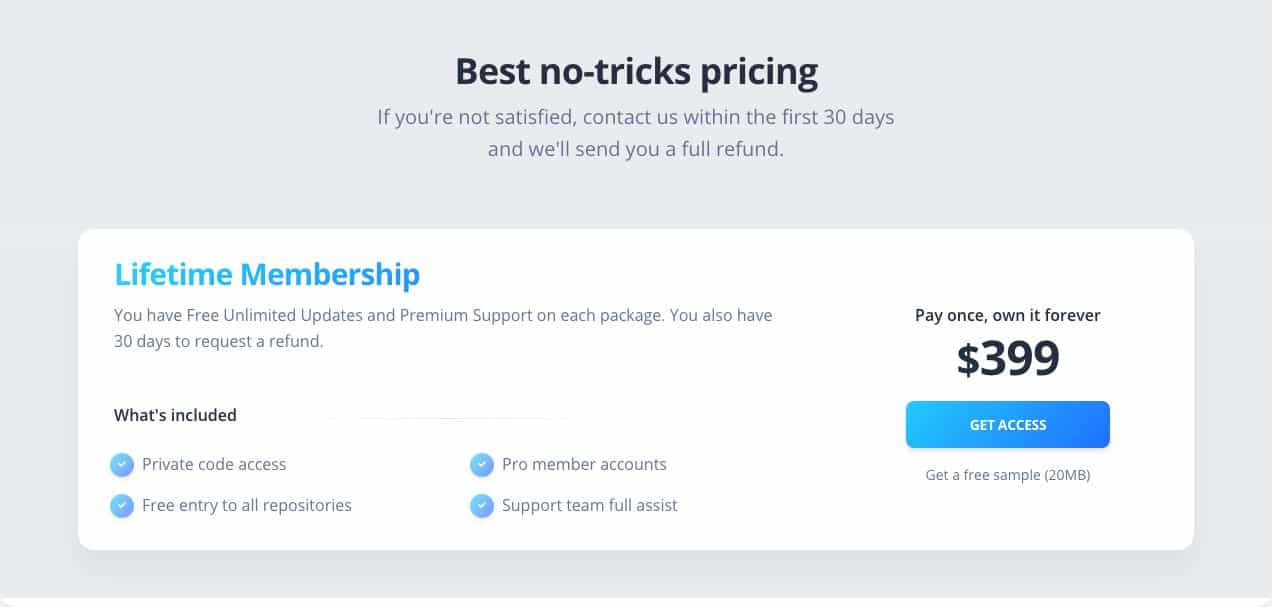 Best no-tricks pricing
If you're not satisfied, contact us within the first 30 days
and we'll send you a full refund.
Lifetime Membership
You have Free Unlimited Updates and Premium Support on each package. You also have
30 days to request a refund.
What's included
Private code access
Pro member accounts
Free entry to all repositories
Support team full assist
Pay once, own it forever
$399
GET ACCESS
Get a free sample (20MB)